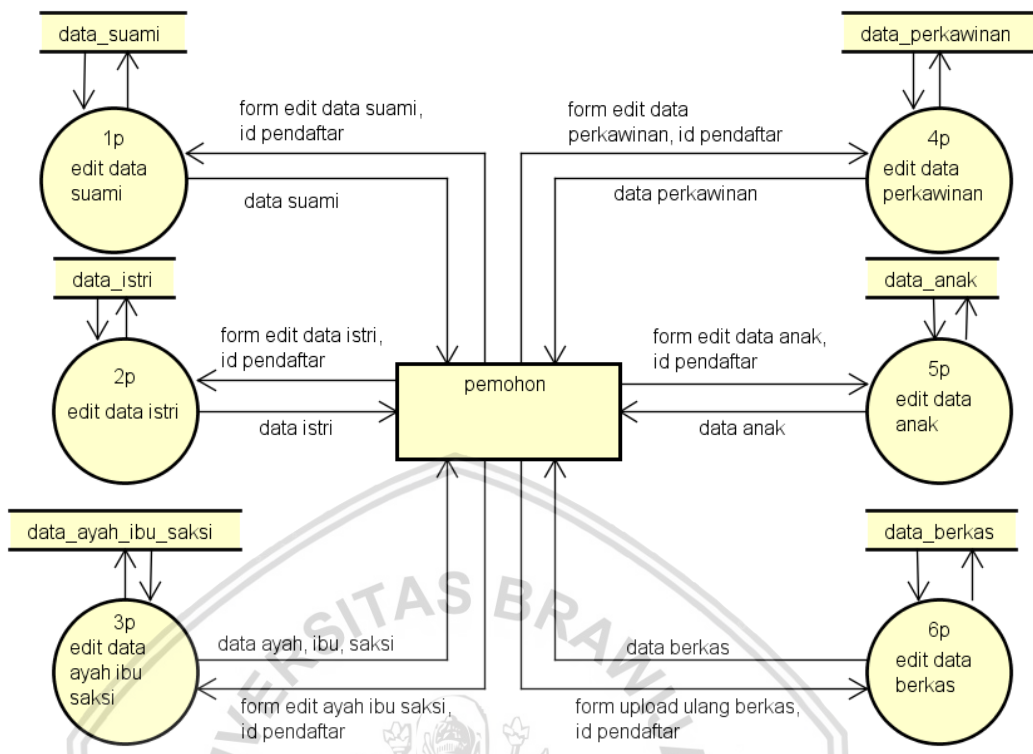 data_suami
data_perkawinan
form edit data suami,
id pendaftar
form edit data
perkawinan, id pendaftar
1p
edit data
suami
4p
edit data
perkawinan
data suami
data perkawinan
data_istri
data_anak
form edit data istri,
id pendaftar
form edit data anak,
id pendaftar
2p
edit data istri
pemohon
5p
edit data
anak
data istri
data anak
data_ayah_ibu_saksi
data_berkas
3p
edit data
ayah ibu
saksi
data ayah, ibu, saksi
data berkas
6p
edit data
berkas
form edit ayah ibu saksi,
id pendaftar
form upload ulang berkas,
id pendaftar